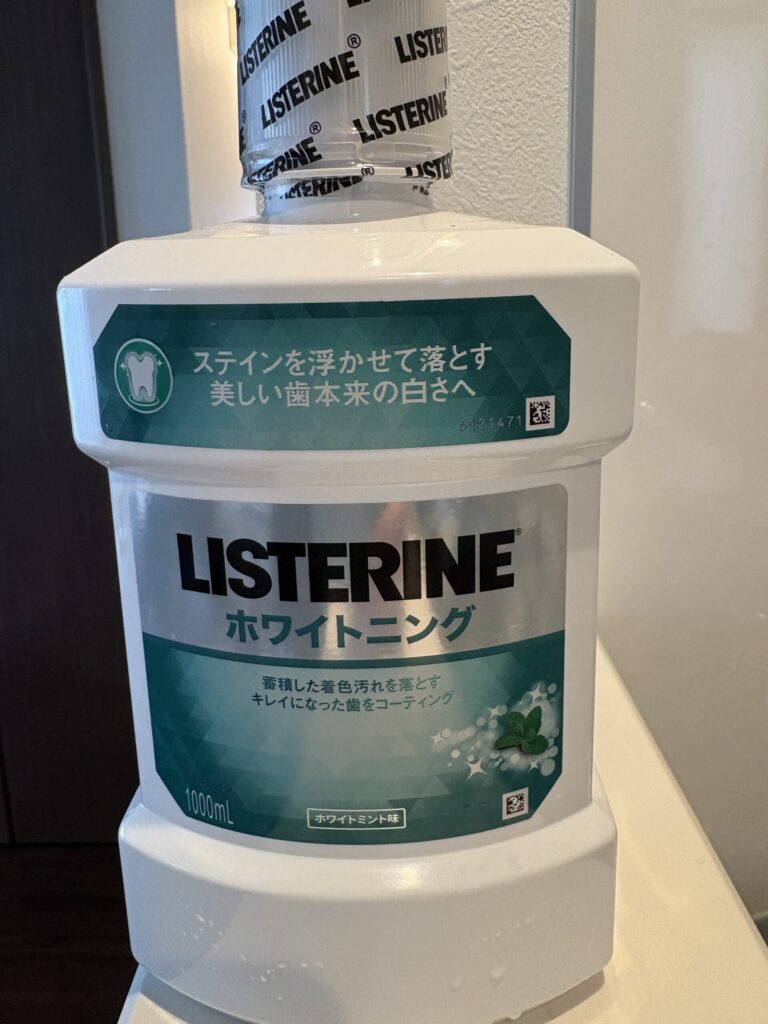 LISTERINE
LISTERINE®
LISTERINE
ステインを浮かせて落とす
美しい歯本来の白さへ
6121471
LISTERINE®
ホワイトニング
蓄積した着色汚れを落とす
キレイになった歯をコーティング
1000mL
ホワイトミント味